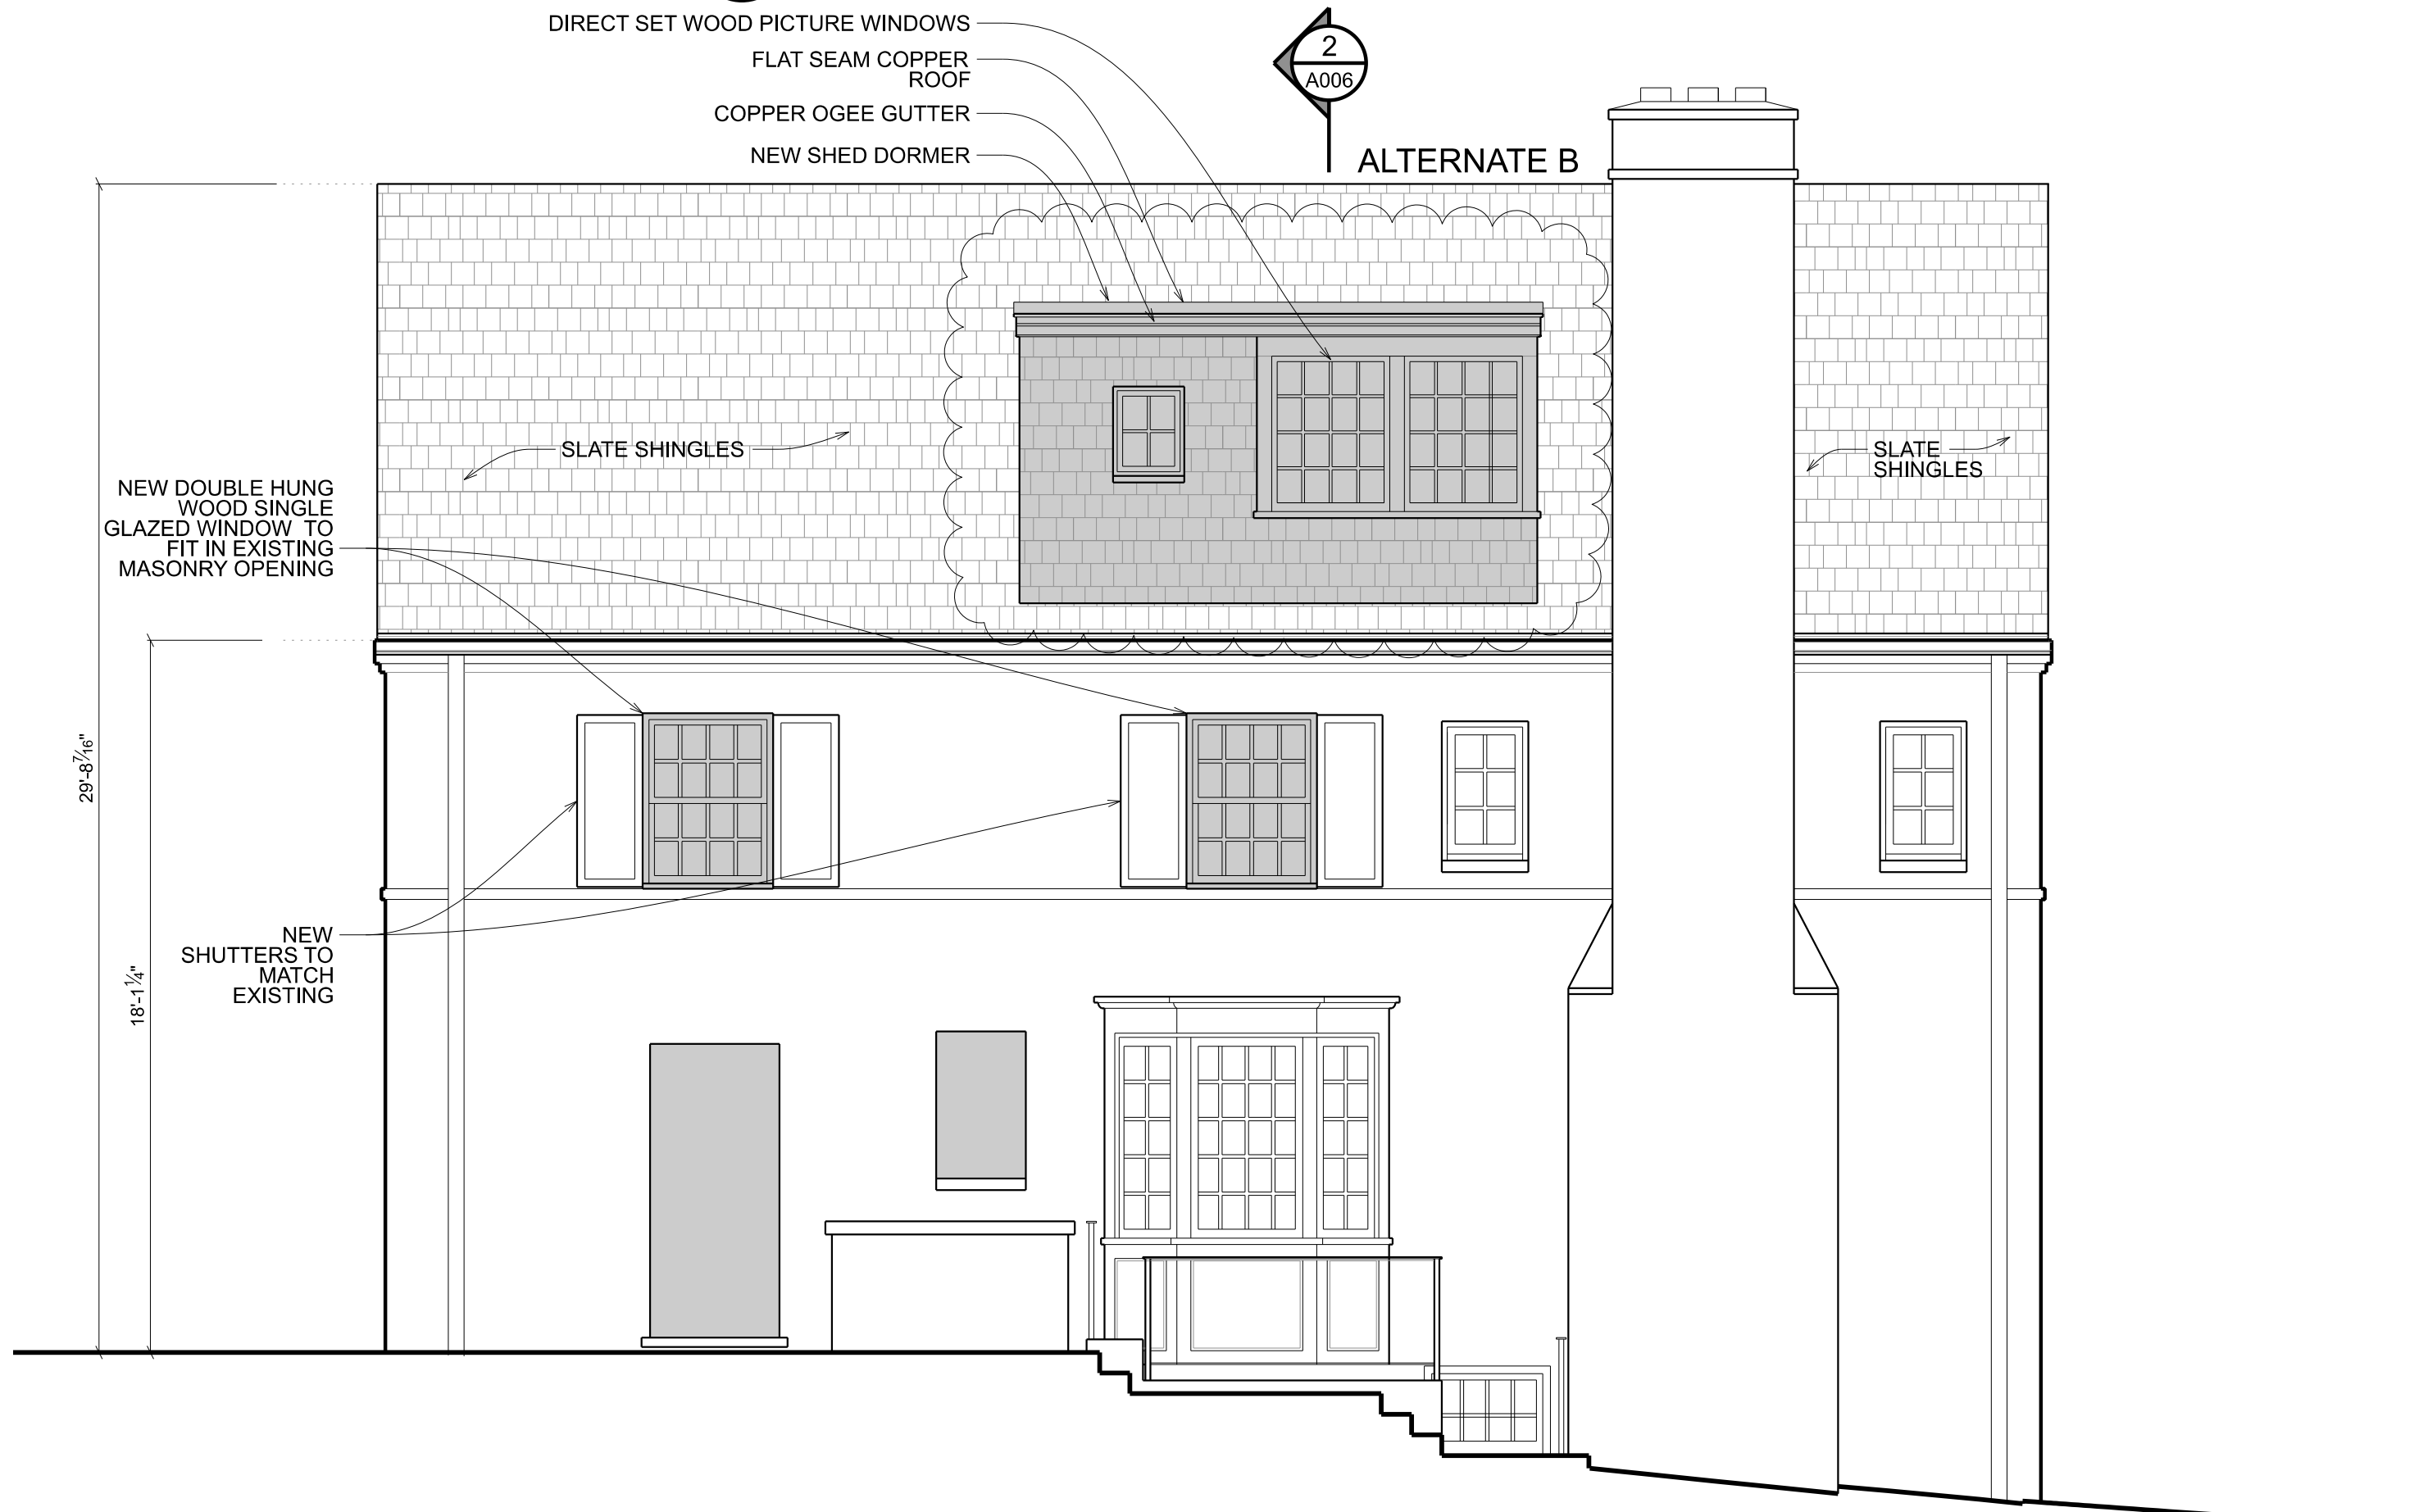 DIRECT SET WOOD PICTURE WINDOWS
FLAT SEAM COPPER
ROOF
COPPER OGEE GUTTER
NEW SHED DORMER
2
A006
ALTERNATE B
SLATE SHINGLES
SLATE
SHINGLES
NEW DOUBLE HUNG
WOOD SINGLE
GLAZED WINDOW TO
FIT IN EXISTING
MASONRY OPENING
29'-8 7/16"
18'-1 1/4"
NEW
SHUTTERS TO
MATCH
EXISTING